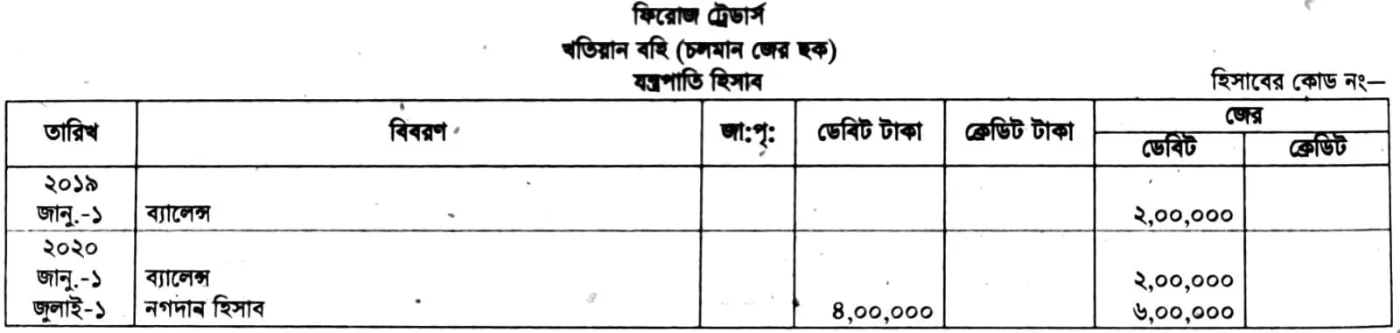 ফিরোজ ট্রেডার্স
খতিয়ান বহি (চলমান জের ছক)
যন্ত্রপাতি হিসাব
হিসাবের কোড নং—
তারিখ বিবরণ জা:পৃ: ডেবিট টাকা ক্রেডিট টাকা জের
ডেবিট ক্রেডিট
২০১৯
জানু.-১ ব্যালেন্স ২,০০,০০০
২০২০
জানু.-১ ব্যালেন্স ২,০০,০০০
জুলাই-১ নগদান হিসাব ৪,০০,০০০ ৬,০০,০০০